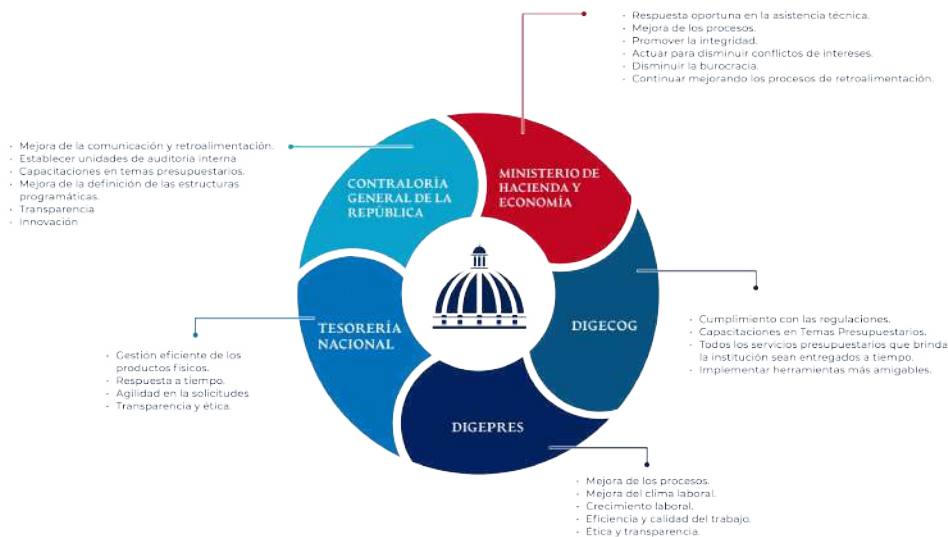 · Respuesta oportuna en la asistencia técnica.
· Mejora de los procesos.
· Promover la integridad.
· Actuar para disminuir conflictos de intereses.
· Disminuir la burocracia.
· Continuar mejorando los procesos de retroalimentación.
· Mejora de la comunicación y retroalimentación.
· Establecer unidades de auditoria interna
· Capacitaciones en temas presupuestarios.
· Mejora de la definición de las estructuras
programáticas.
· Transparencia
· Innovación
CONTRALORÍA
GENERAL DE LA
REPÚBLICA
MINISTERIO DE
HACIENDA Y
ECONOMÍA
TESORERÍA
NACIONAL
DIGECOG
DIGEPRES
· Cumplimiento con las regulaciones.
· Capacitaciones en Temas Presupuestarios.
· Todos los servicios presupuestarios que brinda
la institución sean entregados a tiempo.
· Implementar herramientas más amigables.
· Gestión eficiente de los
productos físicos.
· Respuesta a tiempo.
· Agilidad en la solicitudes
· Transparencia y ética.
· Mejora de los procesos.
· Mejora del clima laboral.
· Crecimiento laboral.
· Eficiencia y calidad del trabajo.
· Ética y transparencia.